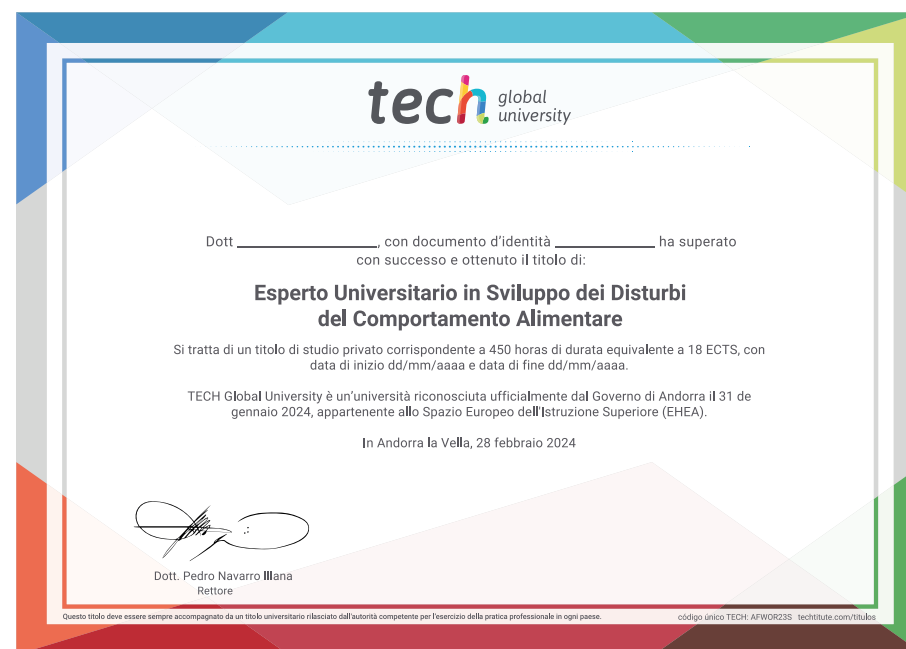 tech global university
Dott ____________, con documento d'identità ____________ ha superato
con successo e ottenuto il titolo di:
Esperto Universitario in Sviluppo dei Disturbi
del Comportamento Alimentare
Si tratta di un titolo di studio privato corrispondente a 450 horas di durata equivalente a 18 ECTS, con
data di inizio dd/mm/aaaa e data di fine dd/mm/aaaa.
TECH Global University è un'università riconosciuta ufficialmente dal Governo di Andorra il 31 de
gennaio 2024, appartenente allo Spazio Europeo dell'Istruzione Superiore (EHEA).
In Andorra la Vella, 28 febbraio 2024
Dott. Pedro Navarro Illana
Rettore
Questo titolo deve essere sempre accompagnato da un titolo universitario rilasciato dall'autorità competente per l'esercizio della pratica professionale in ogni paese.
código único TECH: AFWOR23S techtitute.com/titulos